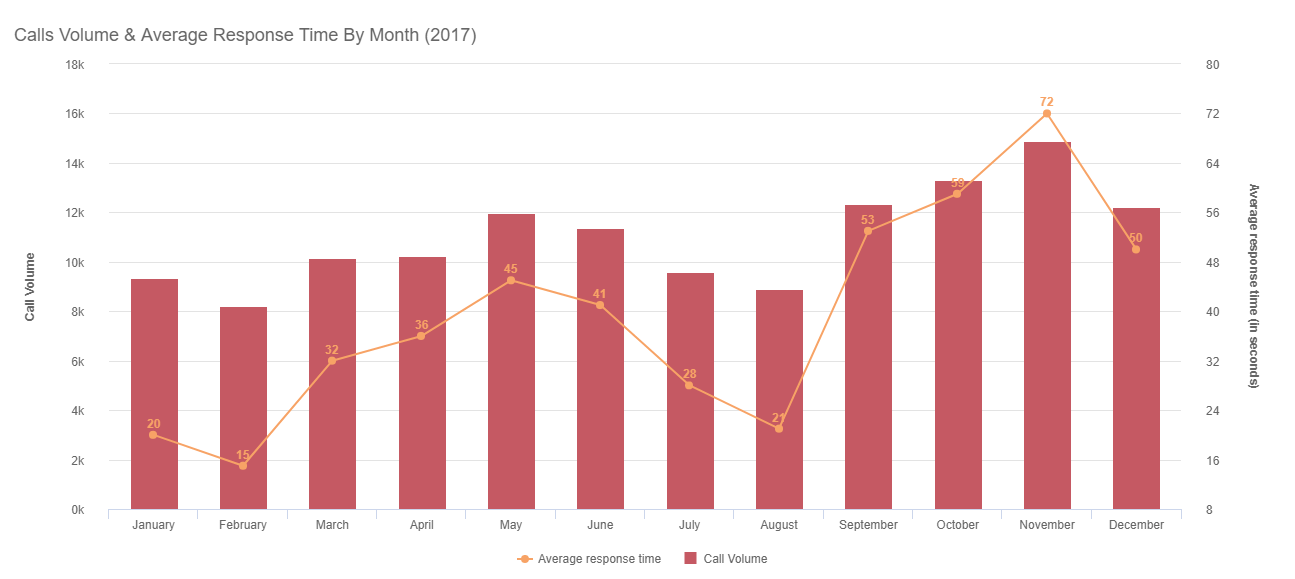 Calls Volume & Average Response Time By Month (2017)
18k
16k
14k
12k
10k
8k
6k
4k
2k
0k
Call Volume
80
72
64
56
48
40
32
24
16
8
Average response time (in seconds)
20
15
32
36
45
41
28
21
53
59
72
50
January February March April May June July August September October November December
Average response time Call Volume